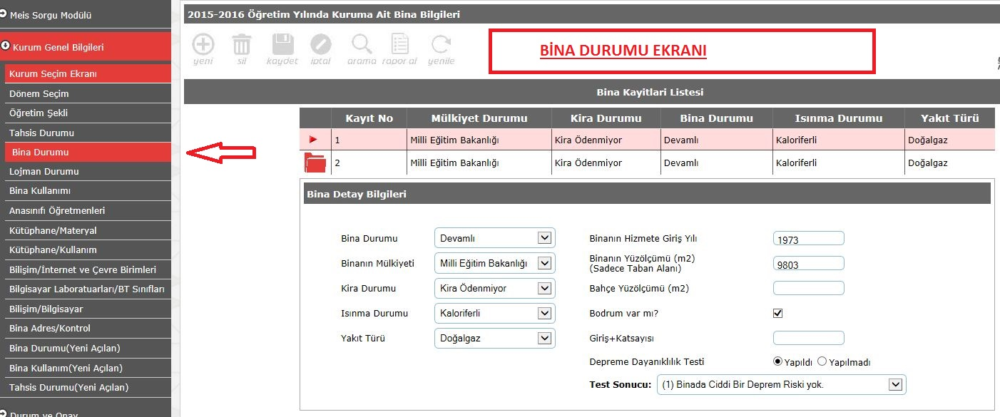 Meis Sorgu Modülü
Kurum Genel Bilgileri
Kurum Seçim Ekranı
Dönem Seçim
Öğretim Şekli
Tahsis Durumu
Bina Durumu
Lojman Durumu
Bina Kullanımı
Anasınıfı Öğretmenleri
Kütüphane/Materyal
Kütüphane/Kullanım
Bilişim/İnternet ve Çevre Birimleri
Bilgisayar Laboratuarları/BT Sınıfları
Bilişim/Bilgisayar
Bina Adres/Kontrol
Bina Durumu(Yeni Açılan)
Bina Kullanım(Yeni Açılan)
Tahsis Durumu(Yeni Açılan)
Durum ve Onay
2015-2016 Öğretim Yılında Kuruma Ait Bina Bilgileri
yeni sil kaydet iptal arama rapor al yenile
BİNA DURUMU EKRANI
Bina Kayitlari Listesi
Kayıt No Mülkiyet Durumu Kira Durumu Bina Durumu Isınma Durumu Yakıt Türü
1 Milli Eğitim Bakanlığı Kira Ödenmiyor Devamlı Kaloriferli Doğalgaz
2 Milli Eğitim Bakanlığı Kira Ödenmiyor Devamlı Kaloriferli Doğalgaz
Bina Detay Bilgileri
Bina Durumu Devamlı
Binanın Mülkiyeti Milli Eğitim Bakanlığı
Kira Durumu Kira Ödenmiyor
Isınma Durumu Kaloriferli
Yakıt Türü Doğalgaz
Binanın Hizmete Giriş Yılı 1973
Binanın Yüzölçümü (m2)
(Sadece Taban Alanı) 9803
Bahçe Yüzölçümü (m2)
Bodrum var mı?
Giriş+Katsayısı
Depreme Dayanıklılık Testi Yapıldı Yapılmadı
Test Sonucu: (1) Binada Ciddi Bir Deprem Riski yok.